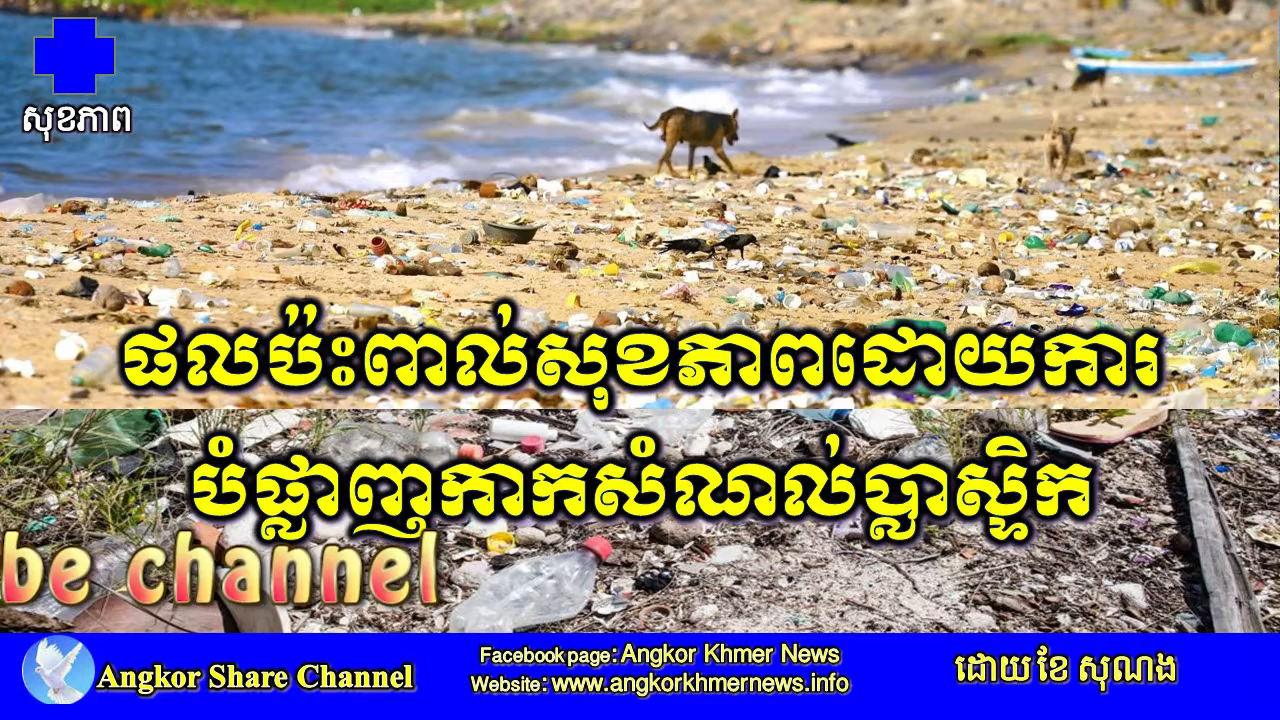 សុខភាព
ផលប៉ះពាល់សុខភាពដោយការ
បំផ្លាញកាកសំណល់ប្លាស្ទិក
be channel
Angkor Share Channel
Facebook page: Angkor Khmer News
Website: www.angkorkhmernews.info
ដោយ ខែ សុណង